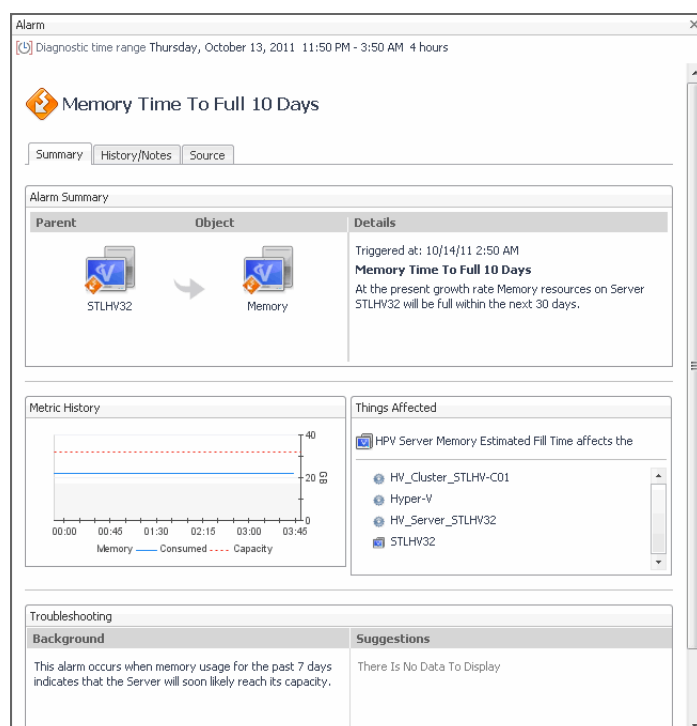 Alarm
Diagnostic time range Thursday, October 13, 2011 11:50 PM - 3:50 AM 4 hours
Memory Time To Full 10 Days
Summary History/Notes Source
Alarm Summary
Parent Object Details
Triggered at: 10/14/11 2:50 AM
Memory Time To Full 10 Days
At the present growth rate Memory resources on Server
STLHV32 will be full within the next 30 days.
STLHV32 Memory
Metric History
40
20
0
GB
00:00 00:45 01:30 02:15 03:00 03:45
Memory Consumed Capacity
Things Affected
HPV Server Memory Estimated Fill Time affects the
HV_Cluster_STLHV-C01
Hyper-V
HV_Server_STLHV32
STLHV32
Troubleshooting
Background Suggestions
This alarm occurs when memory usage for the past 7 days
indicates that the Server will soon likely reach its capacity.
There Is No Data To Display